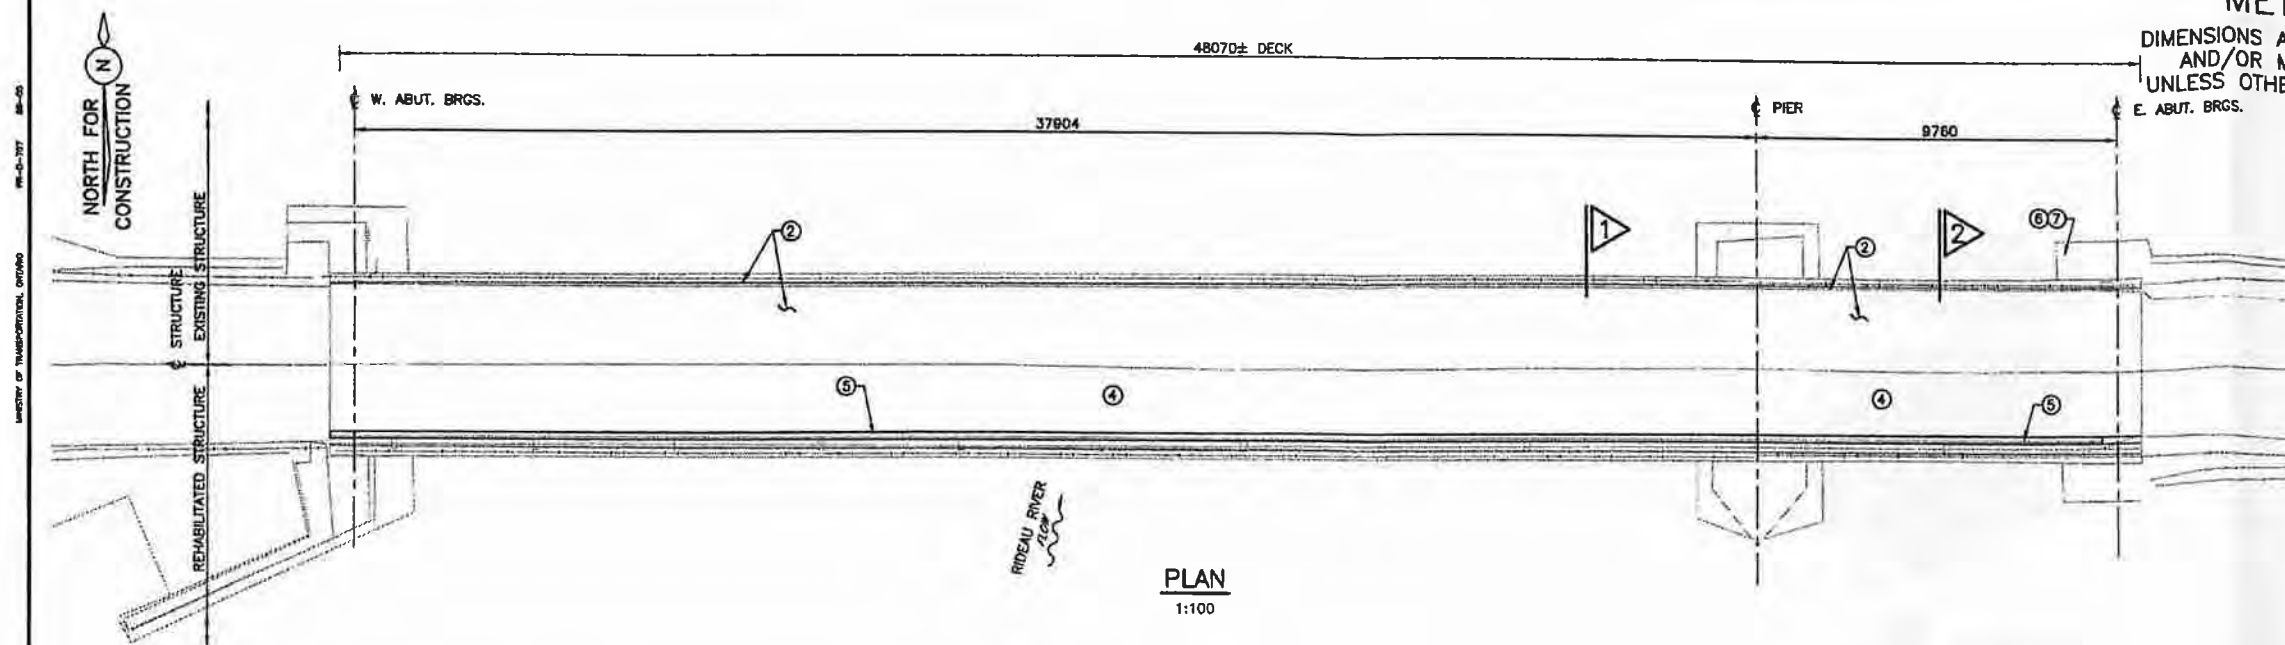 MET
DIMENSIONS A
AND/OR M
UNLESS OTHE
48070± DECK
N
NORTH FOR
CONSTRUCTION
℄ W. ABUT. BRGS.
℄ PIER
℄ E. ABUT. BRGS.
37904
9760
MINISTRY OF TRANSPORTATION, ONTARIO
℄ STRUCTURE
EXISTING STRUCTURE
REHABILITATED STRUCTURE
②
1
②
2
⑥⑦
⑤
④
④
⑤
RIDEAU RIVER
FLOW
PLAN
1:100